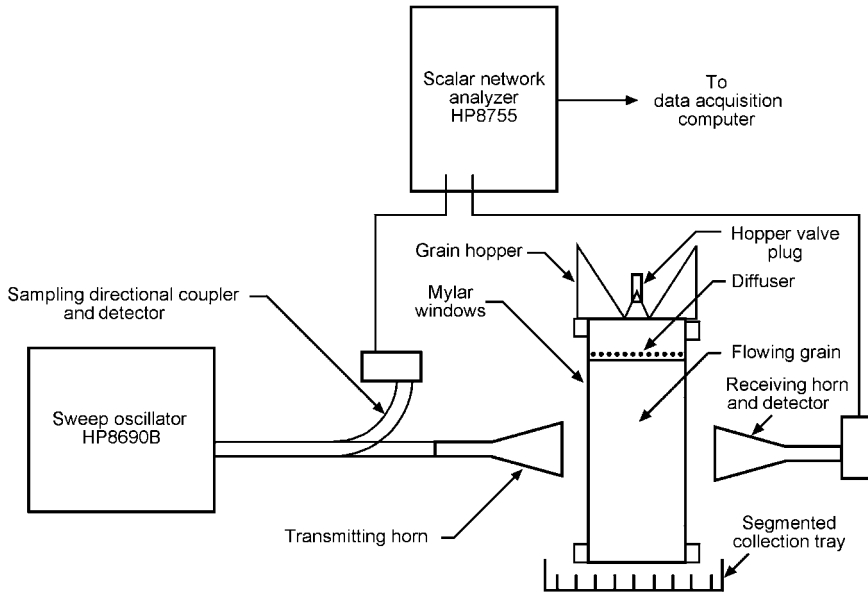 Scalar network
analyzer
HP8755
To
data acquisition
computer
Grain hopper
Hopper valve
plug
Sampling directional coupler
and detector
Mylar
windows
Diffuser
Flowing grain
Receiving horn
and detector
Sweep oscillator
HP8690B
Transmitting horn
Segmented
collection tray